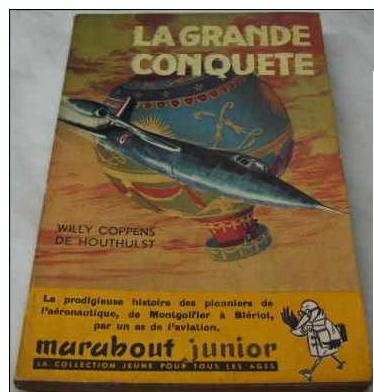 LA GRANDE
CONQUETE
WILLY COPPENS
DE HOUTHULST
La prodigieuse histoire des pionniers de
l'aéronautique, de Montgolfier à Blériot,
par un as de l'aviation.
marabout junior
LA COLLECTION JEUNE POUR TOUS LES AGES